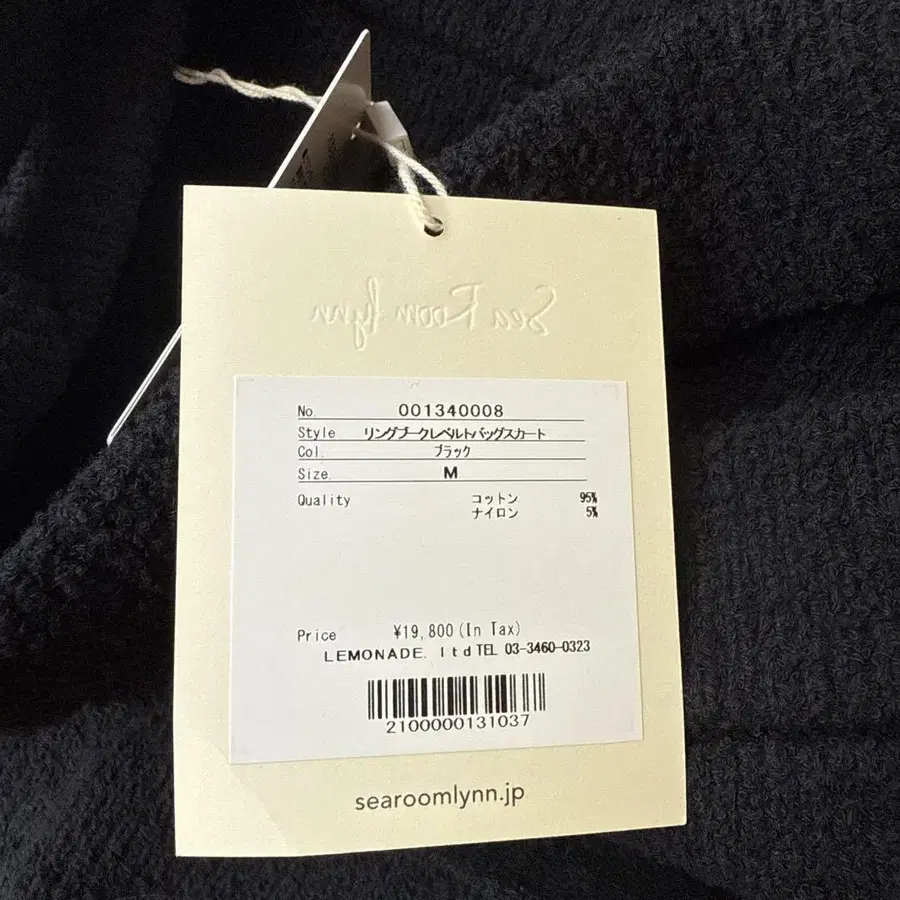 Sea Room lynn
No. 001340008
Style リングブークレベルトバッグスカート
Col. ブラック
Size. M
Quality コットン 95%
ナイロン 5%
Price ¥19,800(In Tax)
LEMONADE. ltd TEL 03-3460-0323
2100000131037
searoomlynn.jp